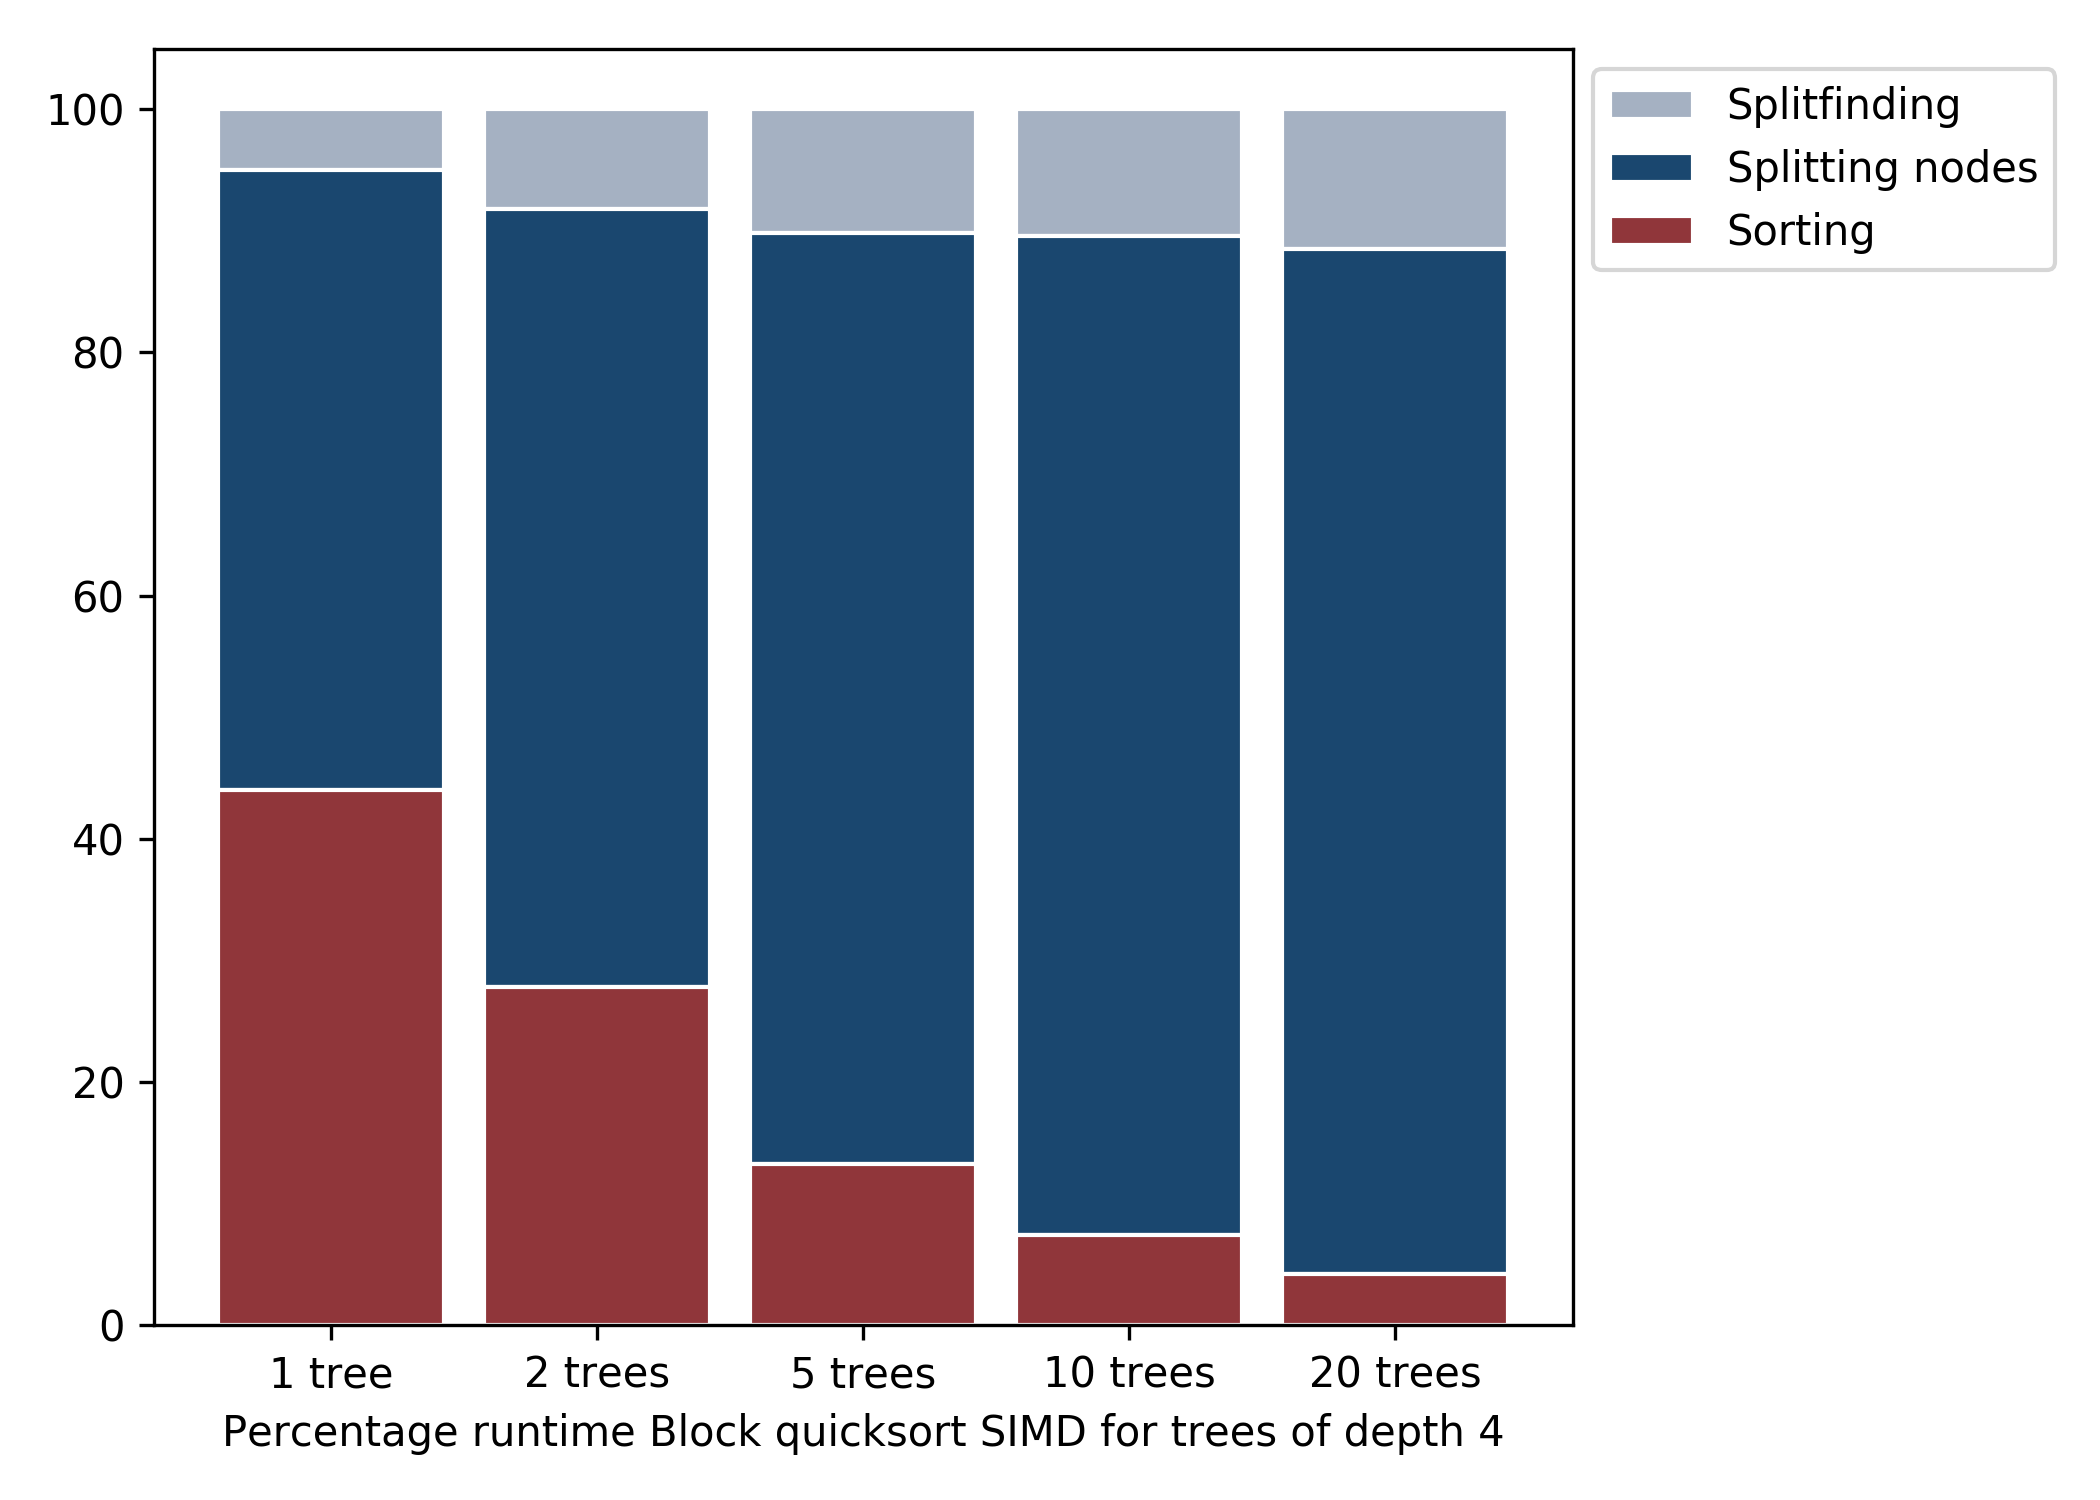 100
80
60
40
20
0
1 tree
2 trees
5 trees
10 trees
20 trees
Percentage runtime Block quicksort SIMD for trees of depth 4
Splitfinding
Splitting nodes
Sorting